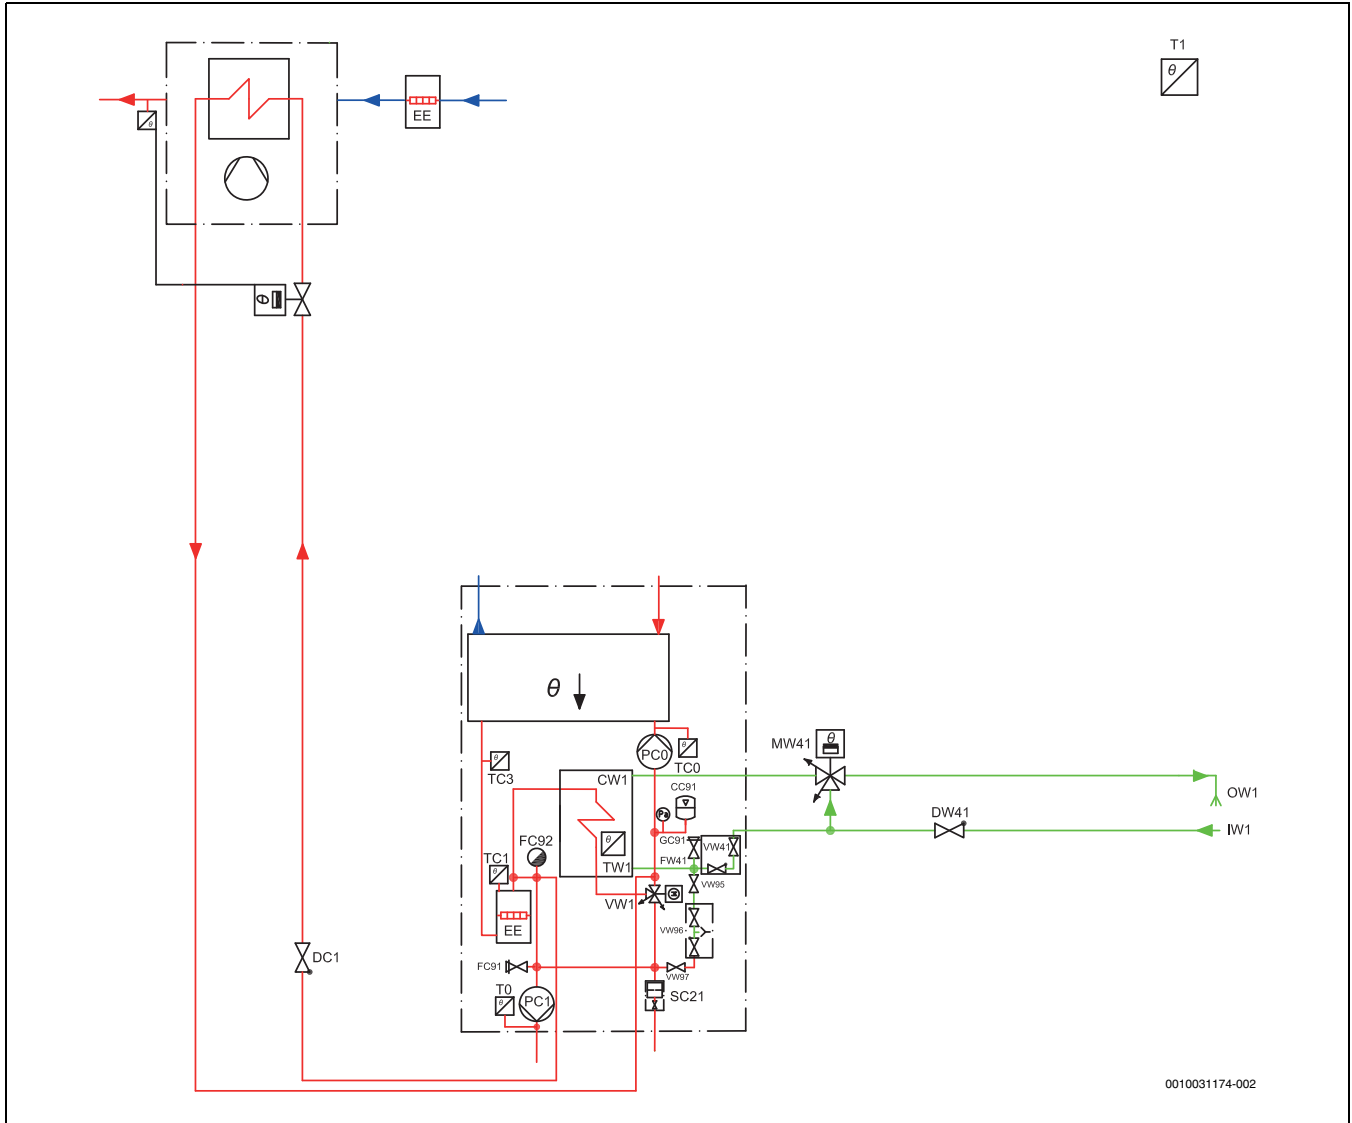 T1
θ
EE
θ
θ
θ
PC0
θ
TC0
θ
TC3
MW41
θ
CW1
CC91
OW1
DW41
IW1
Pa
FC92
GC91
VW41
θ
TC1
θ
FW41
TW1
VW95
VW1
M
EE
VW96
DC1
FC91
VW97
T0
θ
PC1
SC21
0010031174-002